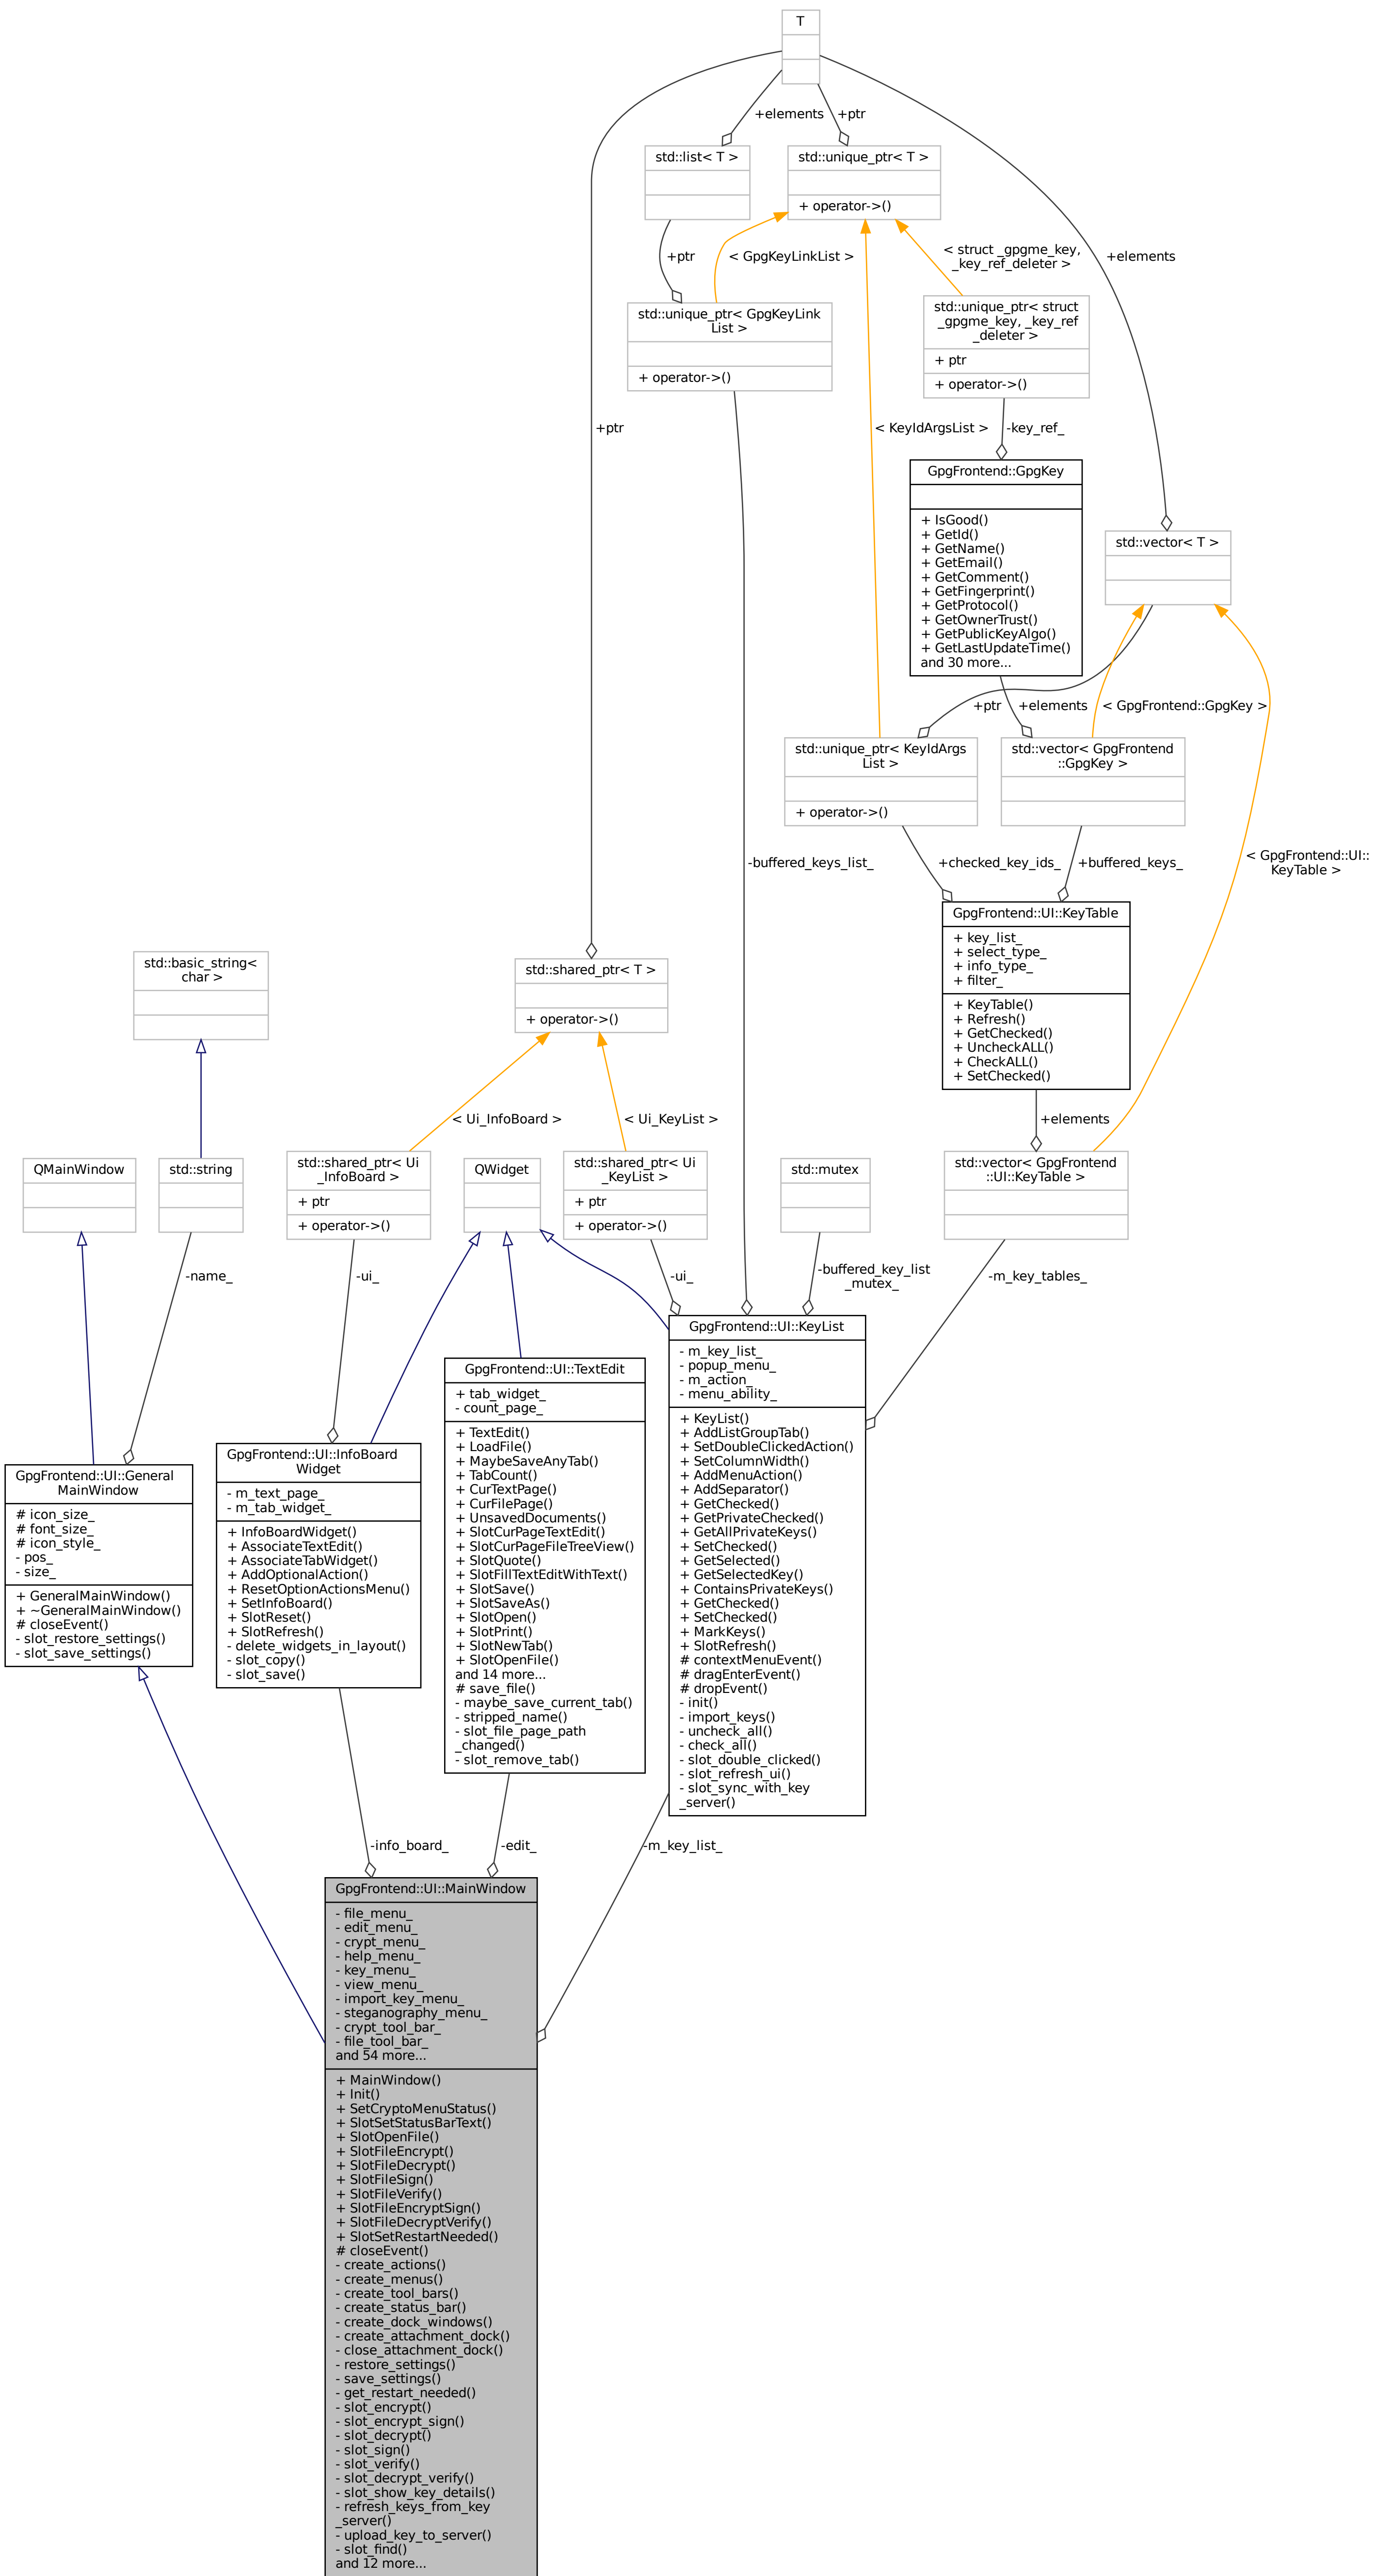 T
+elements
+ptr
std::list< T >
std::unique_ptr< T >
+ operator->()
+ptr
< GpgKeyLinkList >
< struct _gpgme_key,
_key_ref_deleter >
+elements
std::unique_ptr< GpgKeyLink
List >
+ operator->()
std::unique_ptr< struct
_gpgme_key, _key_ref
_deleter >
+ ptr
+ operator->()
+ptr
< KeyIdArgsList >
-key_ref_
GpgFrontend::GpgKey
+ IsGood()
+ GetId()
+ GetName()
+ GetEmail()
+ GetComment()
+ GetFingerprint()
+ GetProtocol()
+ GetOwnerTrust()
+ GetPublicKeyAlgo()
+ GetLastUpdateTime()
and 30 more...
std::vector< T >
+ptr
+elements
< GpgFrontend::GpgKey >
std::unique_ptr< KeyIdArgs
List >
+ operator->()
std::vector< GpgFrontend
::GpgKey >
-buffered_keys_list_
+checked_key_ids_
+buffered_keys_
< GpgFrontend::UI::
KeyTable >
GpgFrontend::UI::KeyTable
+ key_list_
+ select_type_
+ info_type_
+ filter_
+ KeyTable()
+ Refresh()
+ GetChecked()
+ UncheckALL()
+ CheckALL()
+ SetChecked()
std::basic_string<
char >
std::shared_ptr< T >
+ operator->()
< Ui_InfoBoard >
< Ui_KeyList >
+elements
QMainWindow
std::string
std::shared_ptr< Ui
_InfoBoard >
+ ptr
+ operator->()
QWidget
std::shared_ptr< Ui
_KeyList >
+ ptr
+ operator->()
std::mutex
std::vector< GpgFrontend
::UI::KeyTable >
-name_
-ui_
-ui_
-buffered_key_list
_mutex_
-m_key_tables_
GpgFrontend::UI::General
MainWindow
# icon_size_
# font_size_
# icon_style_
- pos_
- size_
+ GeneralMainWindow()
+ ~GeneralMainWindow()
# closeEvent()
- slot_restore_settings()
- slot_save_settings()
GpgFrontend::UI::InfoBoard
Widget
- m_text_page_
- m_tab_widget_
+ InfoBoardWidget()
+ AssociateTextEdit()
+ AssociateTabWidget()
+ AddOptionalAction()
+ ResetOptionActionsMenu()
+ SetInfoBoard()
+ SlotReset()
+ SlotRefresh()
- delete_widgets_in_layout()
- slot_copy()
- slot_save()
GpgFrontend::UI::TextEdit
+ tab_widget_
- count_page_
+ TextEdit()
+ LoadFile()
+ MaybeSaveAnyTab()
+ TabCount()
+ CurTextPage()
+ CurFilePage()
+ UnsavedDocuments()
+ SlotCurPageTextEdit()
+ SlotCurPageFileTreeView()
+ SlotQuote()
+ SlotFillTextEditWithText()
+ SlotSave()
+ SlotSaveAs()
+ SlotOpen()
+ SlotPrint()
+ SlotNewTab()
+ SlotOpenFile()
and 14 more...
# save_file()
- maybe_save_current_tab()
- stripped_name()
- slot_file_page_path
_changed()
- slot_remove_tab()
GpgFrontend::UI::KeyList
- m_key_list_
- popup_menu_
- m_action_
- menu_ability_
+ KeyList()
+ AddListGroupTab()
+ SetDoubleClickedAction()
+ SetColumnWidth()
+ AddMenuAction()
+ AddSeparator()
+ GetChecked()
+ GetPrivateChecked()
+ GetAllPrivateKeys()
+ SetChecked()
+ GetSelected()
+ GetSelectedKey()
+ ContainsPrivateKeys()
+ GetChecked()
+ SetChecked()
+ MarkKeys()
+ SlotRefresh()
# contextMenuEvent()
# dragEnterEvent()
# dropEvent()
- init()
- import_keys()
- uncheck_all()
- check_all()
- slot_double_clicked()
- slot_refresh_ui()
- slot_sync_with_key
_server()
-info_board_
-edit_
-m_key_list_
GpgFrontend::UI::MainWindow
- file_menu_
- edit_menu_
- crypt_menu_
- help_menu_
- key_menu_
- view_menu_
- import_key_menu_
- steganography_menu_
- crypt_tool_bar_
- file_tool_bar_
and 54 more...
+ MainWindow()
+ Init()
+ SetCryptoMenuStatus()
+ SlotSetStatusBarText()
+ SlotOpenFile()
+ SlotFileEncrypt()
+ SlotFileDecrypt()
+ SlotFileSign()
+ SlotFileVerify()
+ SlotFileEncryptSign()
+ SlotFileDecryptVerify()
+ SlotSetRestartNeeded()
# closeEvent()
- create_actions()
- create_menus()
- create_tool_bars()
- create_status_bar()
- create_dock_windows()
- create_attachment_dock()
- close_attachment_dock()
- restore_settings()
- save_settings()
- get_restart_needed()
- slot_encrypt()
- slot_encrypt_sign()
- slot_decrypt()
- slot_sign()
- slot_verify()
- slot_decrypt_verify()
- slot_show_key_details()
- refresh_keys_from_key
_server()
- upload_key_to_server()
- slot_find()
and 12 more...